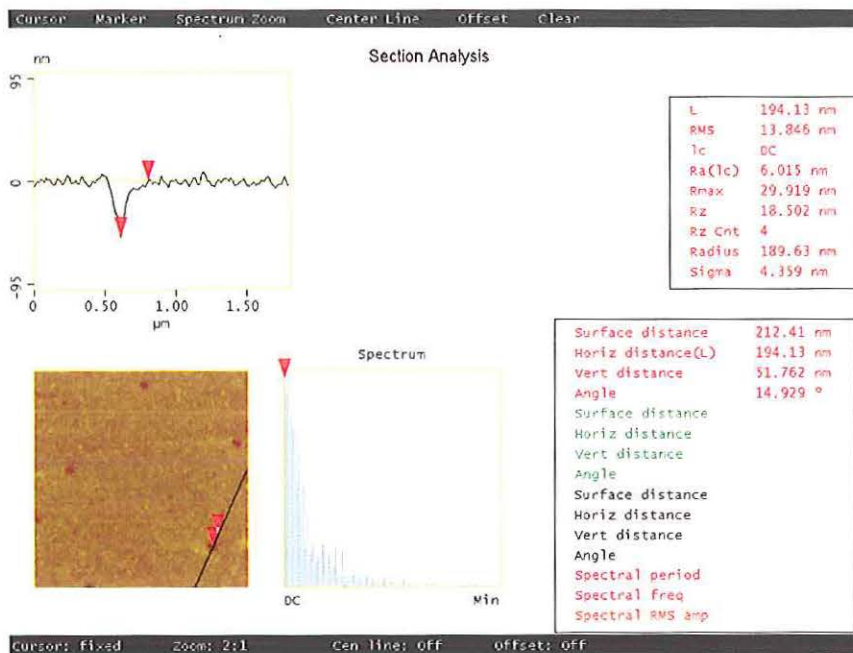 Cursor Marker Spectrum Zoom Center Line Offset Clear
Section Analysis
nm
95
0
-95
0 0.50 1.00 1.50
µm
L 194.13 nm
RMS 13.846 nm
lc DC
Ra(lc) 6.015 nm
Rmax 29.919 nm
Rz 18.502 nm
Rz Cnt 4
Radius 189.63 nm
Sigma 4.359 nm
Surface distance 212.41 nm
Horiz distance(L) 194.13 nm
Vert distance 51.762 nm
Angle 14.929 °
Surface distance
Horiz distance
Vert distance
Angle
Surface distance
Horiz distance
Vert distance
Angle
Spectral period
Spectral freq
Spectral RMS amp
Spectrum
DC Min
Cursor: fixed Zoom: 2:1 Cen line: Off Offset: Off